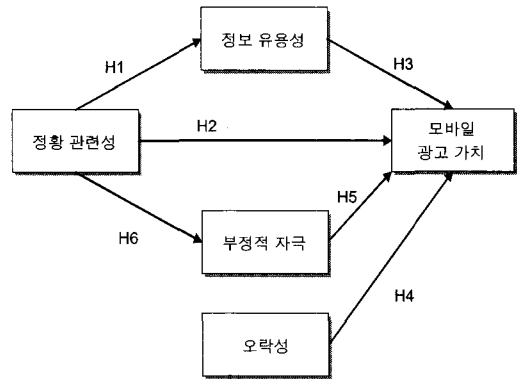 정보 유용성
H1
H3
정황 관련성
H2
모바일
광고 가치
H5
H6
부정적 자극
H4
오락성